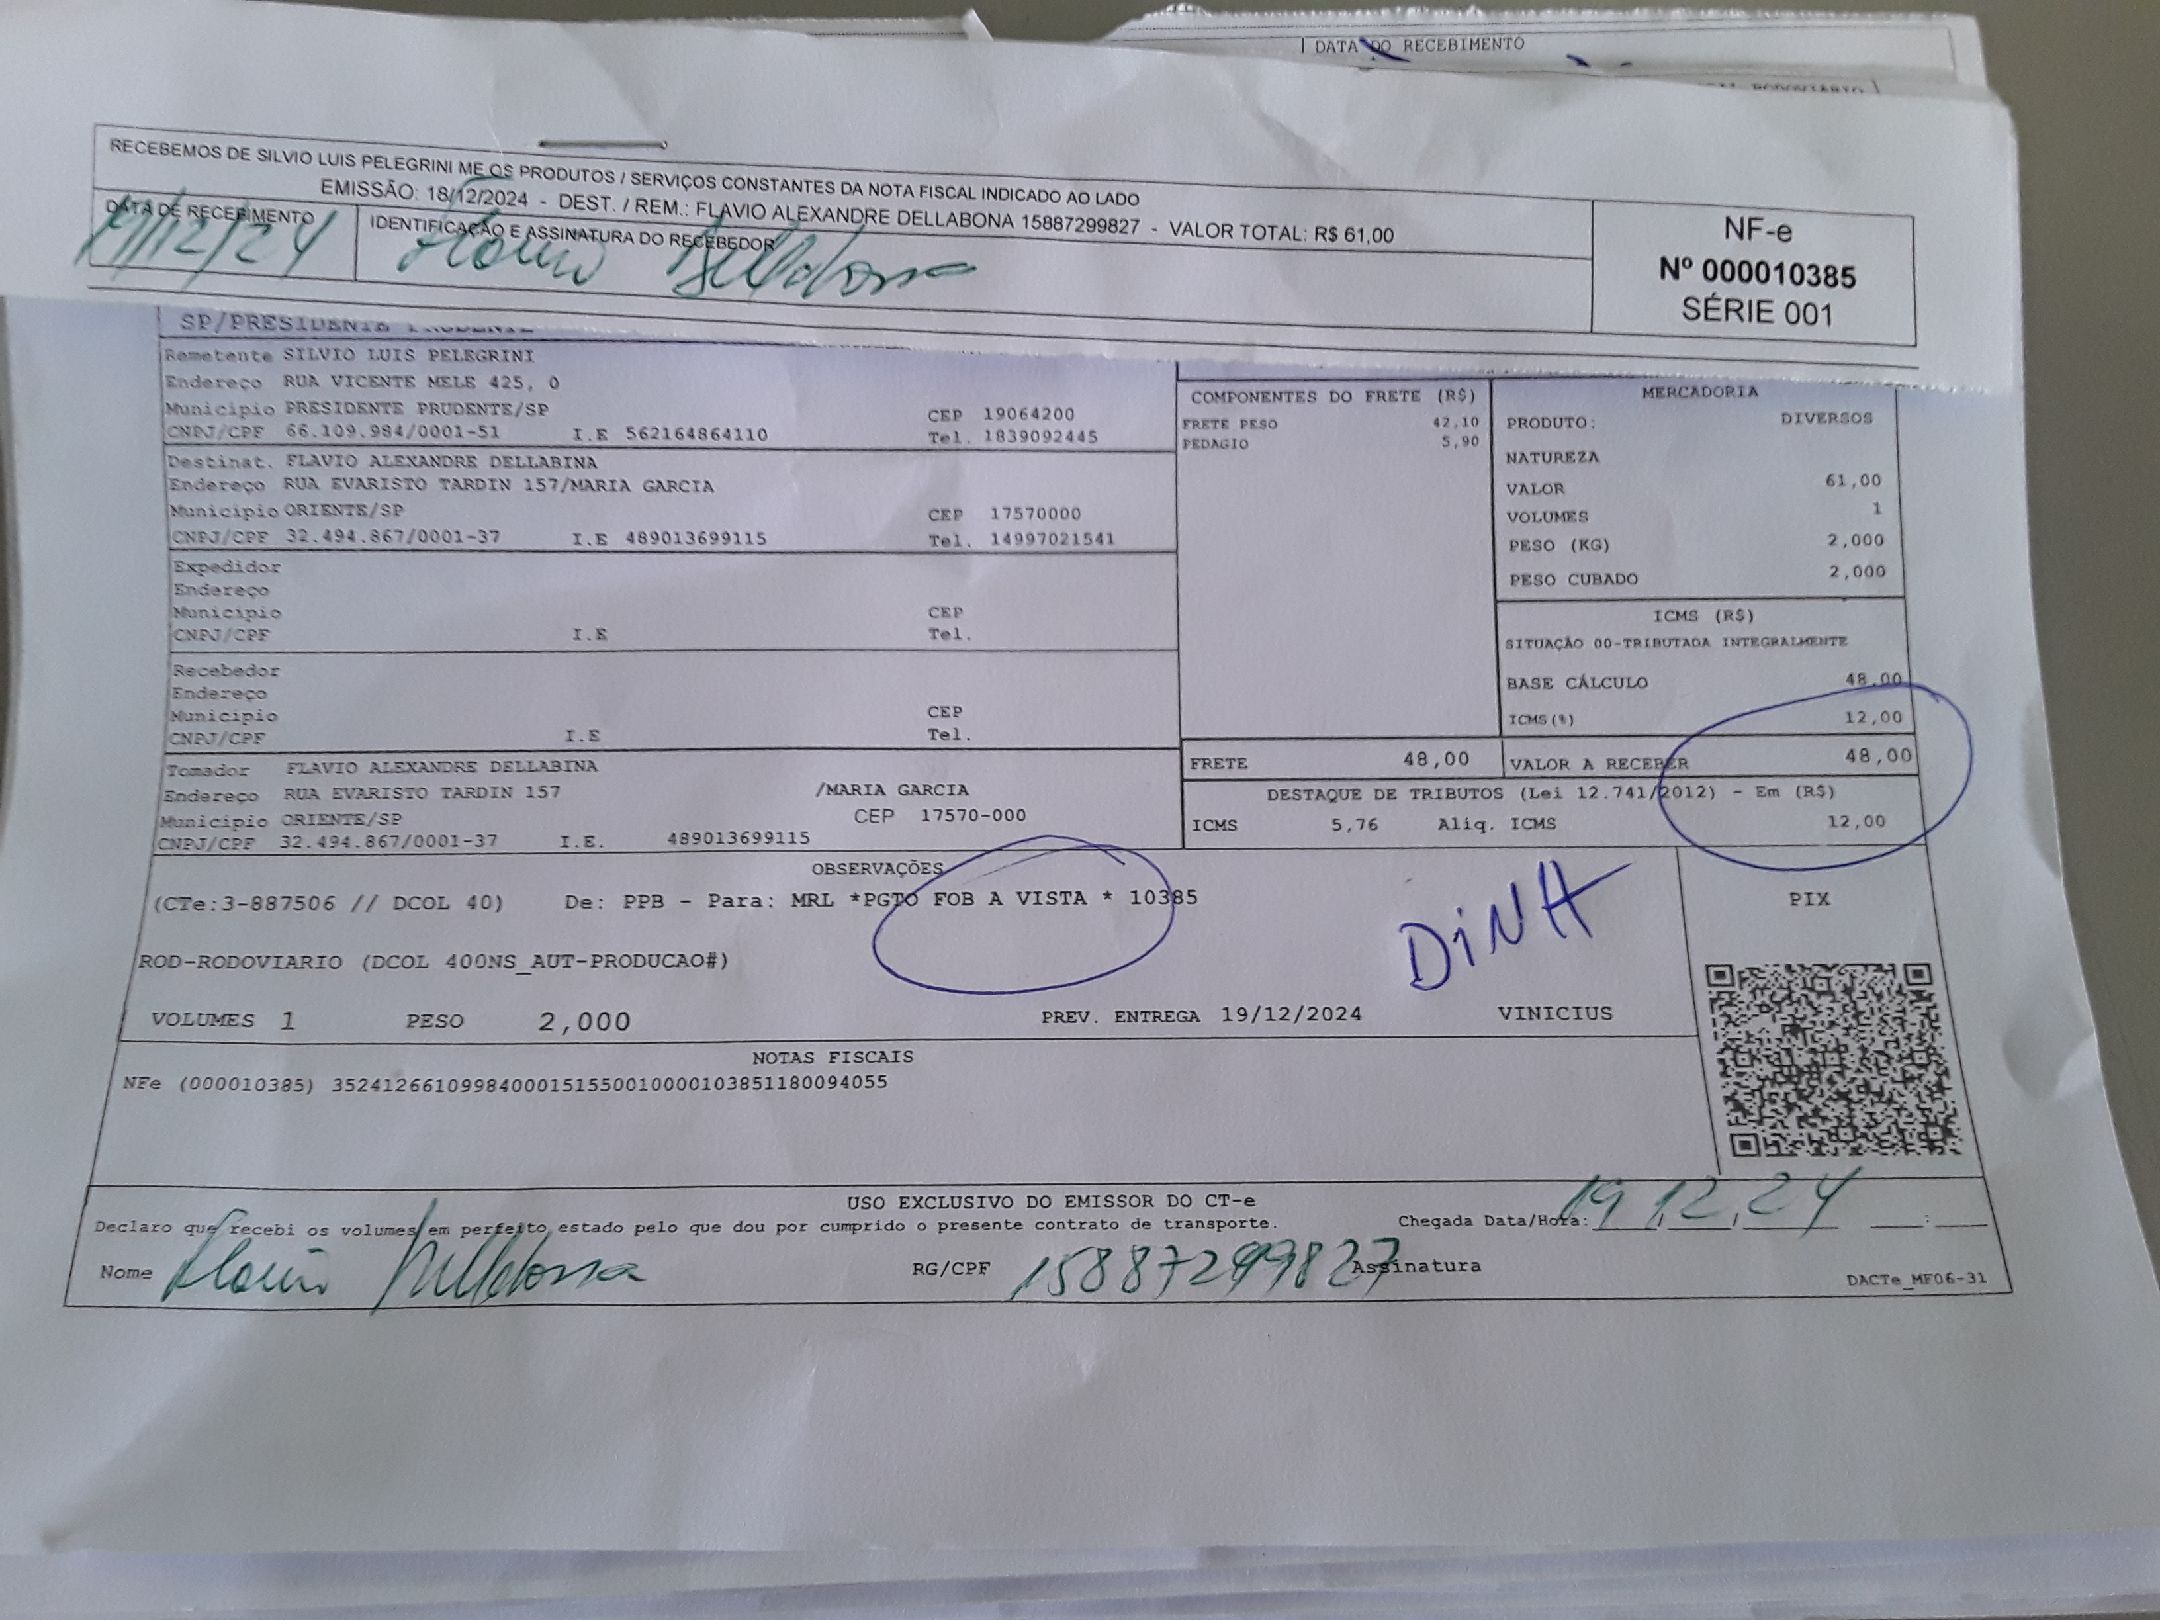 DATA DO RECEBIMENTO
RECEBEMOS DE SILVIO LUIS PELEGRINI ME OS PRODUTOS / SERVIÇOS CONSTANTES DA NOTA FISCAL INDICADO AO LADO
EMISSÃO: 18/12/2024 - DEST. / REM.: FLAVIO ALEXANDRE DELLABONA 15887299827 - VALOR TOTAL: R$ 61,00
DATA DE RECEBIMENTO
19/12/24
IDENTIFICAÇÃO E ASSINATURA DO RECEBEDOR
NF-e
Nº 000010385
SÉRIE 001
SP/PRESIDENTE PRUDENTE
Remetente SILVIO LUIS PELEGRINI
Endereço RUA VICENTE MELE 425, 0
Municipio PRESIDENTE PRUDENTE/SP CEP 19064200
CNPJ/CPF 66.109.984/0001-51 I.E 562164864110 Tel. 1839092445
Destinat. FLAVIO ALEXANDRE DELLABINA
Endereço RUA EVARISTO TARDIN 157/MARIA GARCIA
Municipio ORIENTE/SP CEP 17570000
CNPJ/CPF 32.494.867/0001-37 I.E 489013699115 Tel. 14997021541
Expedidor
Endereço
Municipio CEP
CNPJ/CPF I.E Tel.
Recebedor
Endereço
Municipio CEP
CNPJ/CPF I.E Tel.
Tomador FLAVIO ALEXANDRE DELLABINA
Endereço RUA EVARISTO TARDIN 157 /MARIA GARCIA
Municipio ORIENTE/SP CEP 17570-000
CNPJ/CPF 32.494.867/0001-37 I.E. 489013699115
COMPONENTES DO FRETE (R$)
FRETE PESO 42,10
PEDAGIO 5,90
MERCADORIA
PRODUTO: DIVERSOS
NATUREZA
VALOR 61,00
VOLUMES 1
PESO (KG) 2,000
PESO CUBADO 2,000
ICMS (R$)
SITUAÇÃO 00-TRIBUTADA INTEGRALMENTE
BASE CÁLCULO 48,00
ICMS(%) 12,00
FRETE 48,00 VALOR A RECEBER 48,00
DESTAQUE DE TRIBUTOS (Lei 12.741/2012) - Em (R$)
ICMS 5,76 Aliq. ICMS 12,00
OBSERVAÇÕES
(CTe:3-887506 // DCOL 40) De: PPB - Para: MRL *PGTO FOB A VISTA * 10385
DINH
PIX
ROD-RODOVIARIO (DCOL 400NS_AUT-PRODUCAO#)
VOLUMES 1 PESO 2,000 PREV. ENTREGA 19/12/2024 VINICIUS
NOTAS FISCAIS
NFe (000010385) 35241266109984000151550010000103851180094055
USO EXCLUSIVO DO EMISSOR DO CT-e
Declaro que recebi os volumes em perfeito estado pelo que dou por cumprido o presente contrato de transporte. Chegada Data/Hora: 19 12 24
Nome RG/CPF 15887299827 Assinatura
DACTe_MF06-31